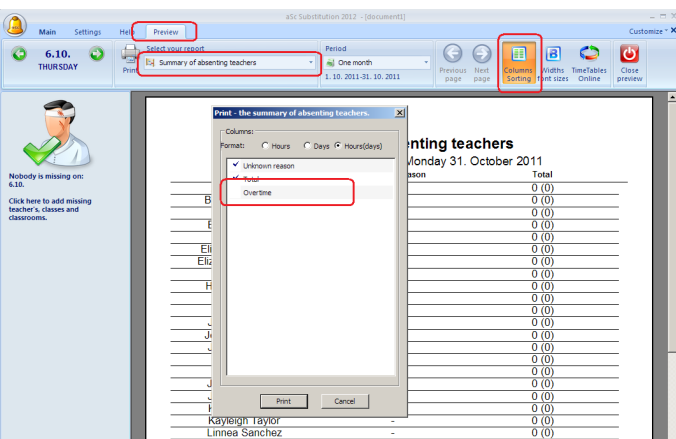 aSc Substitution 2012 - [document1]
Main Settings Help Preview Customize
6.10.
THURSDAY
Print
Select your report
Summary of absenting teachers
Period
One month
1. 10. 2011-31. 10. 2011
Previous page
Next page
Columns Sorting
Widths font sizes
TimeTables Online
Close preview
Nobody is missing on:
6.10.
Click here to add missing
teacher's, classes and
classrooms.
Print - the summary of absenting teachers.
Columns:
Format: Hours Days Hours(days)
Unknown reason
Total
Overtime
Print Cancel
enting teachers
Monday 31. October 2011
ason Total
0 (0)
B 0 (0)
0 (0)
E 0 (0)
0 (0)
Eli 0 (0)
Eliz 0 (0)
0 (0)
H 0 (0)
0 (0)
0 (0)
J 0 (0)
Je 0 (0)
J 0 (0)
0 (0)
0 (0)
J 0 (0)
J 0 (0)
K 0 (0)
Kayleigh Taylor - 0 (0)
Linnea Sanchez - 0 (0)